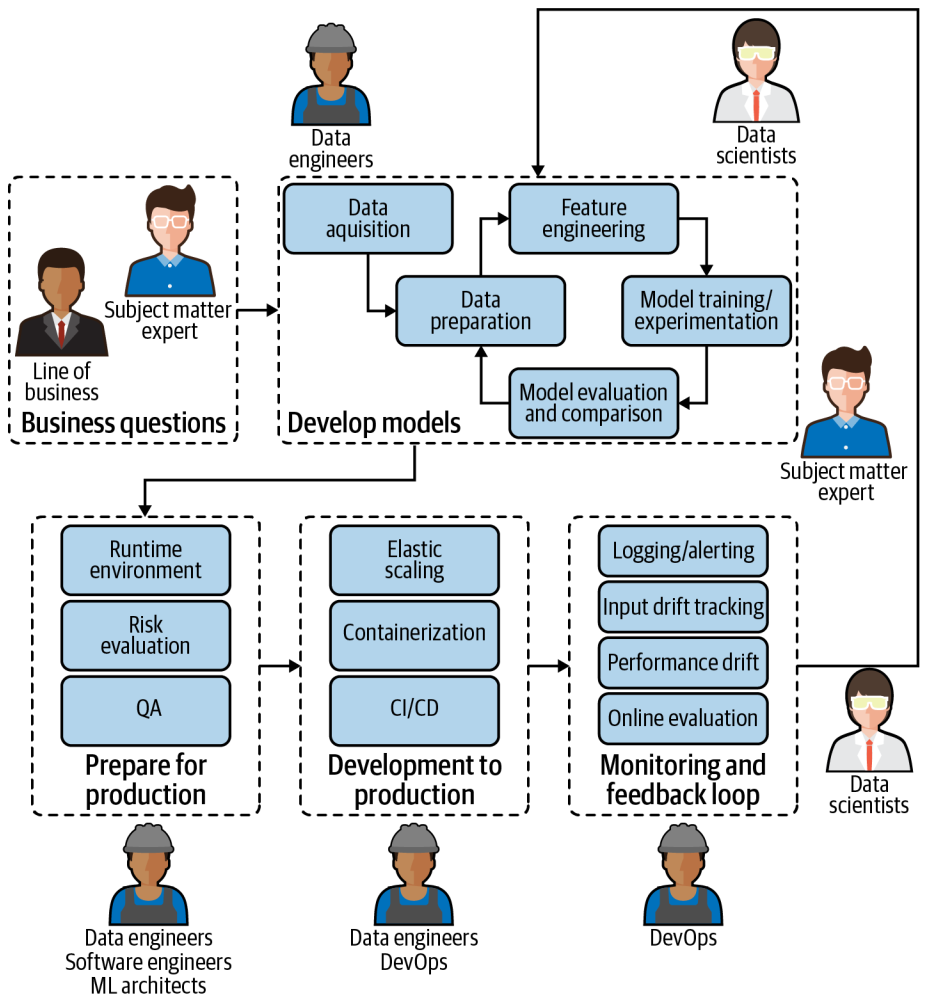 Data
engineers
Data
scientists
Subject matter
expert
Line of
business
Business questions
Data
aquisition
Feature
engineering
Data
preparation
Model training/
experimentation
Model evaluation
and comparison
Develop models
Subject matter
expert
Runtime
environment
Risk
evaluation
QA
Prepare for
production
Elastic
scaling
Containerization
CI/CD
Development to
production
Logging/alerting
Input drift tracking
Performance drift
Online evaluation
Monitoring and
feedback loop
Data
scientists
Data engineers
Software engineers
ML architects
Data engineers
DevOps
DevOps